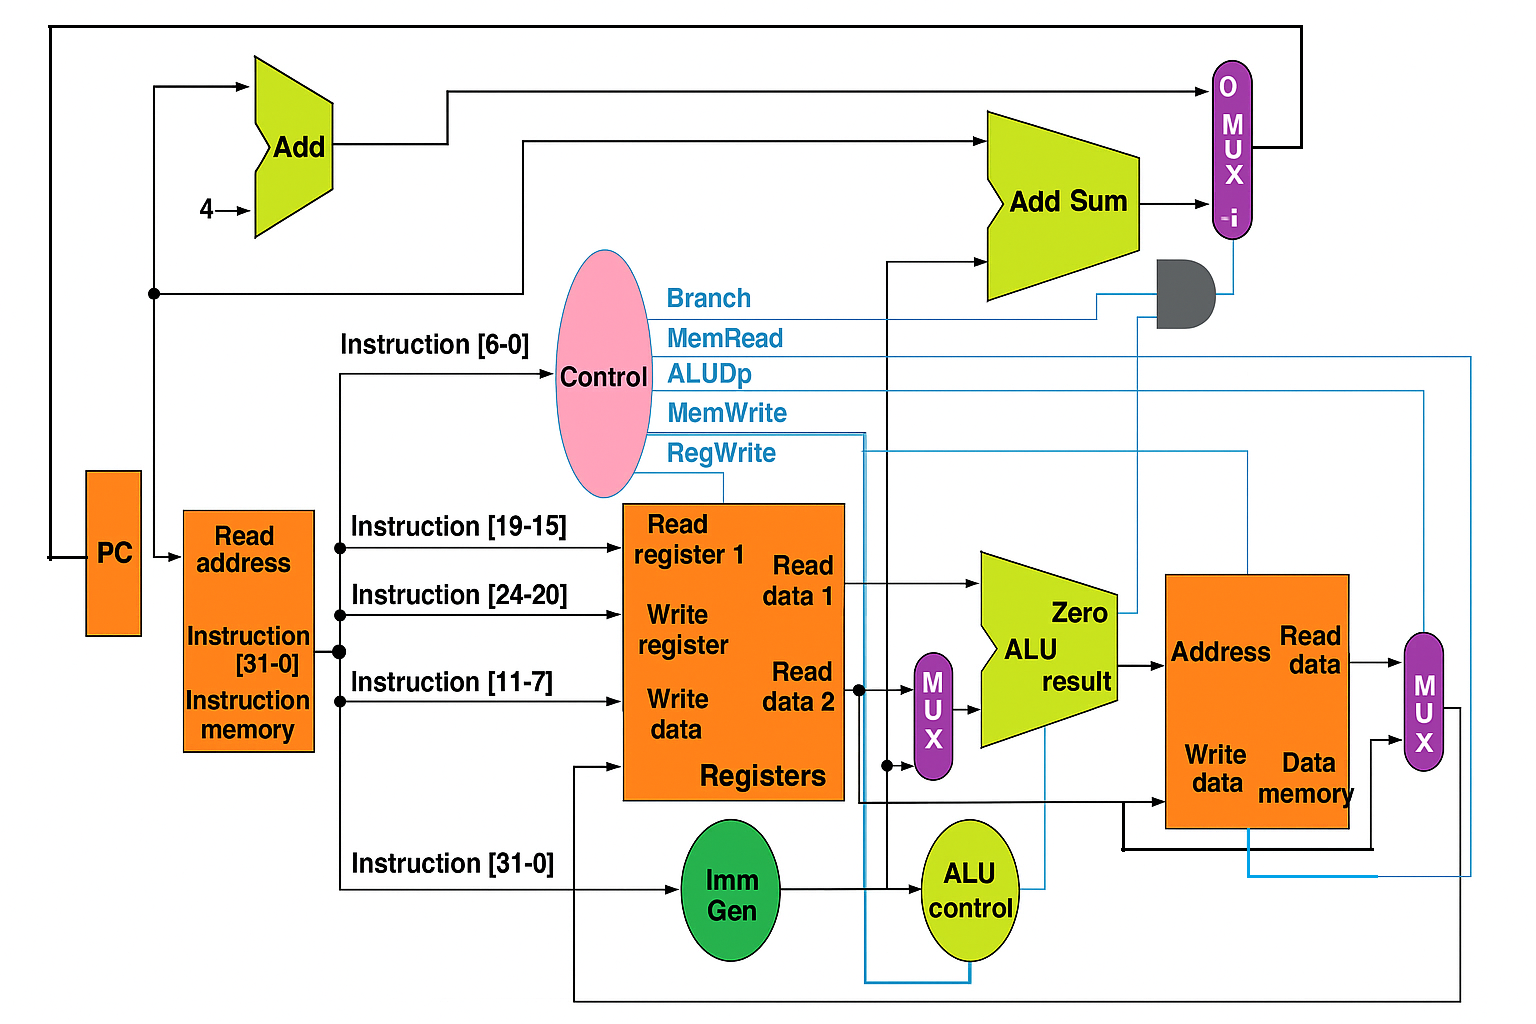 Add
4
O
M
U
X
-i
Add Sum
Branch
MemRead
ALUDp
MemWrite
RegWrite
Control
Instruction [6-0]
PC
Read
address
Instruction
[31-0]
Instruction
memory
Instruction [19-15]
Instruction [24-20]
Instruction [11-7]
Instruction [31-0]
Read
register 1
Read
data 1
Write
register
Read
data 2
Write
data
Registers
Imm
Gen
M
U
X
Zero
ALU
result
ALU
control
Address
Read
data
Write
data
Data
memory
M
U
X